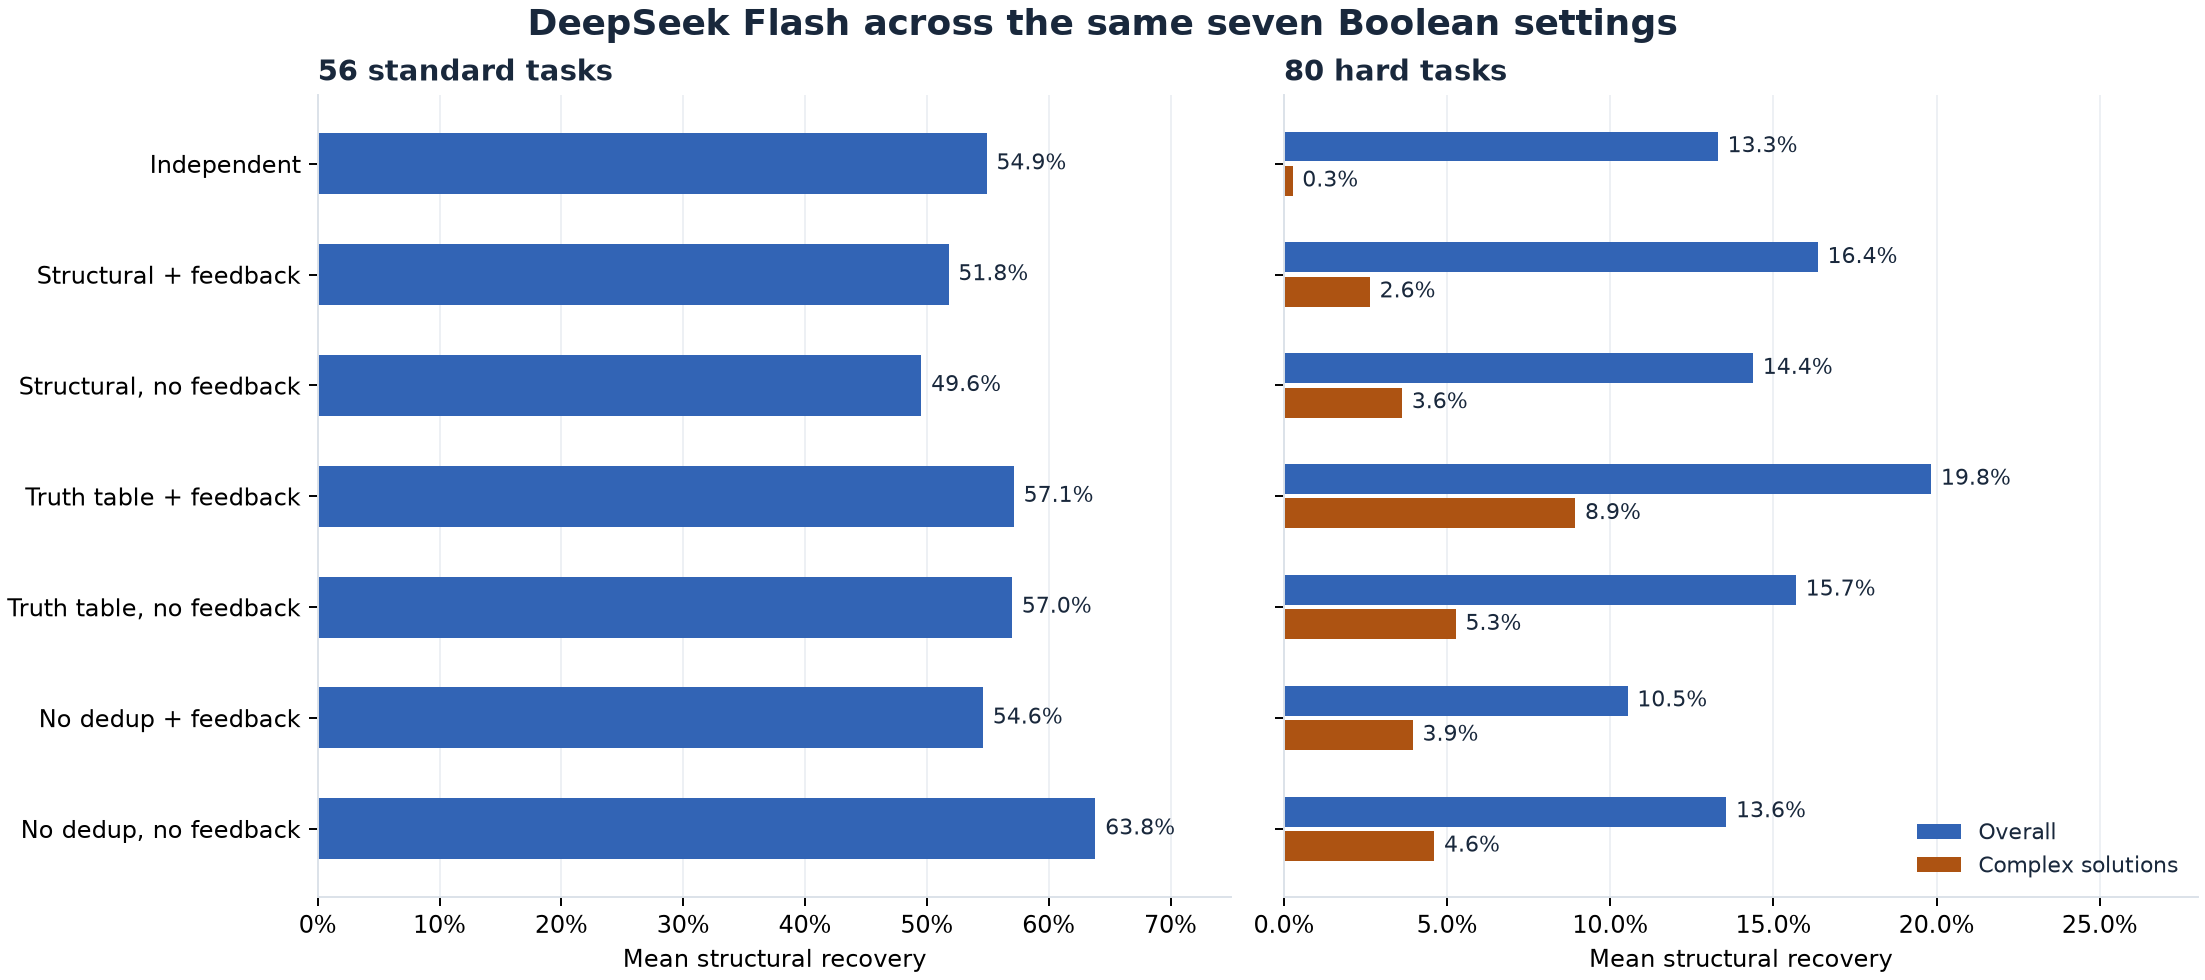 DeepSeek Flash across the same seven Boolean settings
56 standard tasks
Independent
54.9%
Structural + feedback
51.8%
Structural, no feedback
49.6%
Truth table + feedback
57.1%
Truth table, no feedback
57.0%
No dedup + feedback
54.6%
No dedup, no feedback
63.8%
0% 10% 20% 30% 40% 50% 60% 70%
Mean structural recovery
80 hard tasks
13.3%
0.3%
16.4%
2.6%
14.4%
3.6%
19.8%
8.9%
15.7%
5.3%
10.5%
3.9%
13.6%
4.6%
Overall
Complex solutions
0.0% 5.0% 10.0% 15.0% 20.0% 25.0%
Mean structural recovery